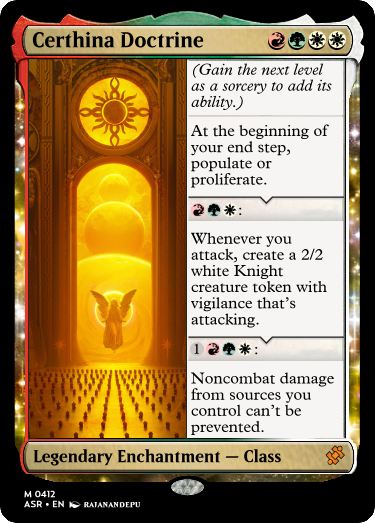 Certhina Doctrine
(Gain the next level
as a sorcery to add its
ability.)
At the beginning of
your end step,
populate or
proliferate.
:
Whenever you
attack, create a 2/2
white Knight
creature token with
vigilance that's
attacking.
1 :
Noncombat damage
from sources you
control can't be
prevented.
Legendary Enchantment — Class
M 0412
ASR • EN RAJANANDEPU